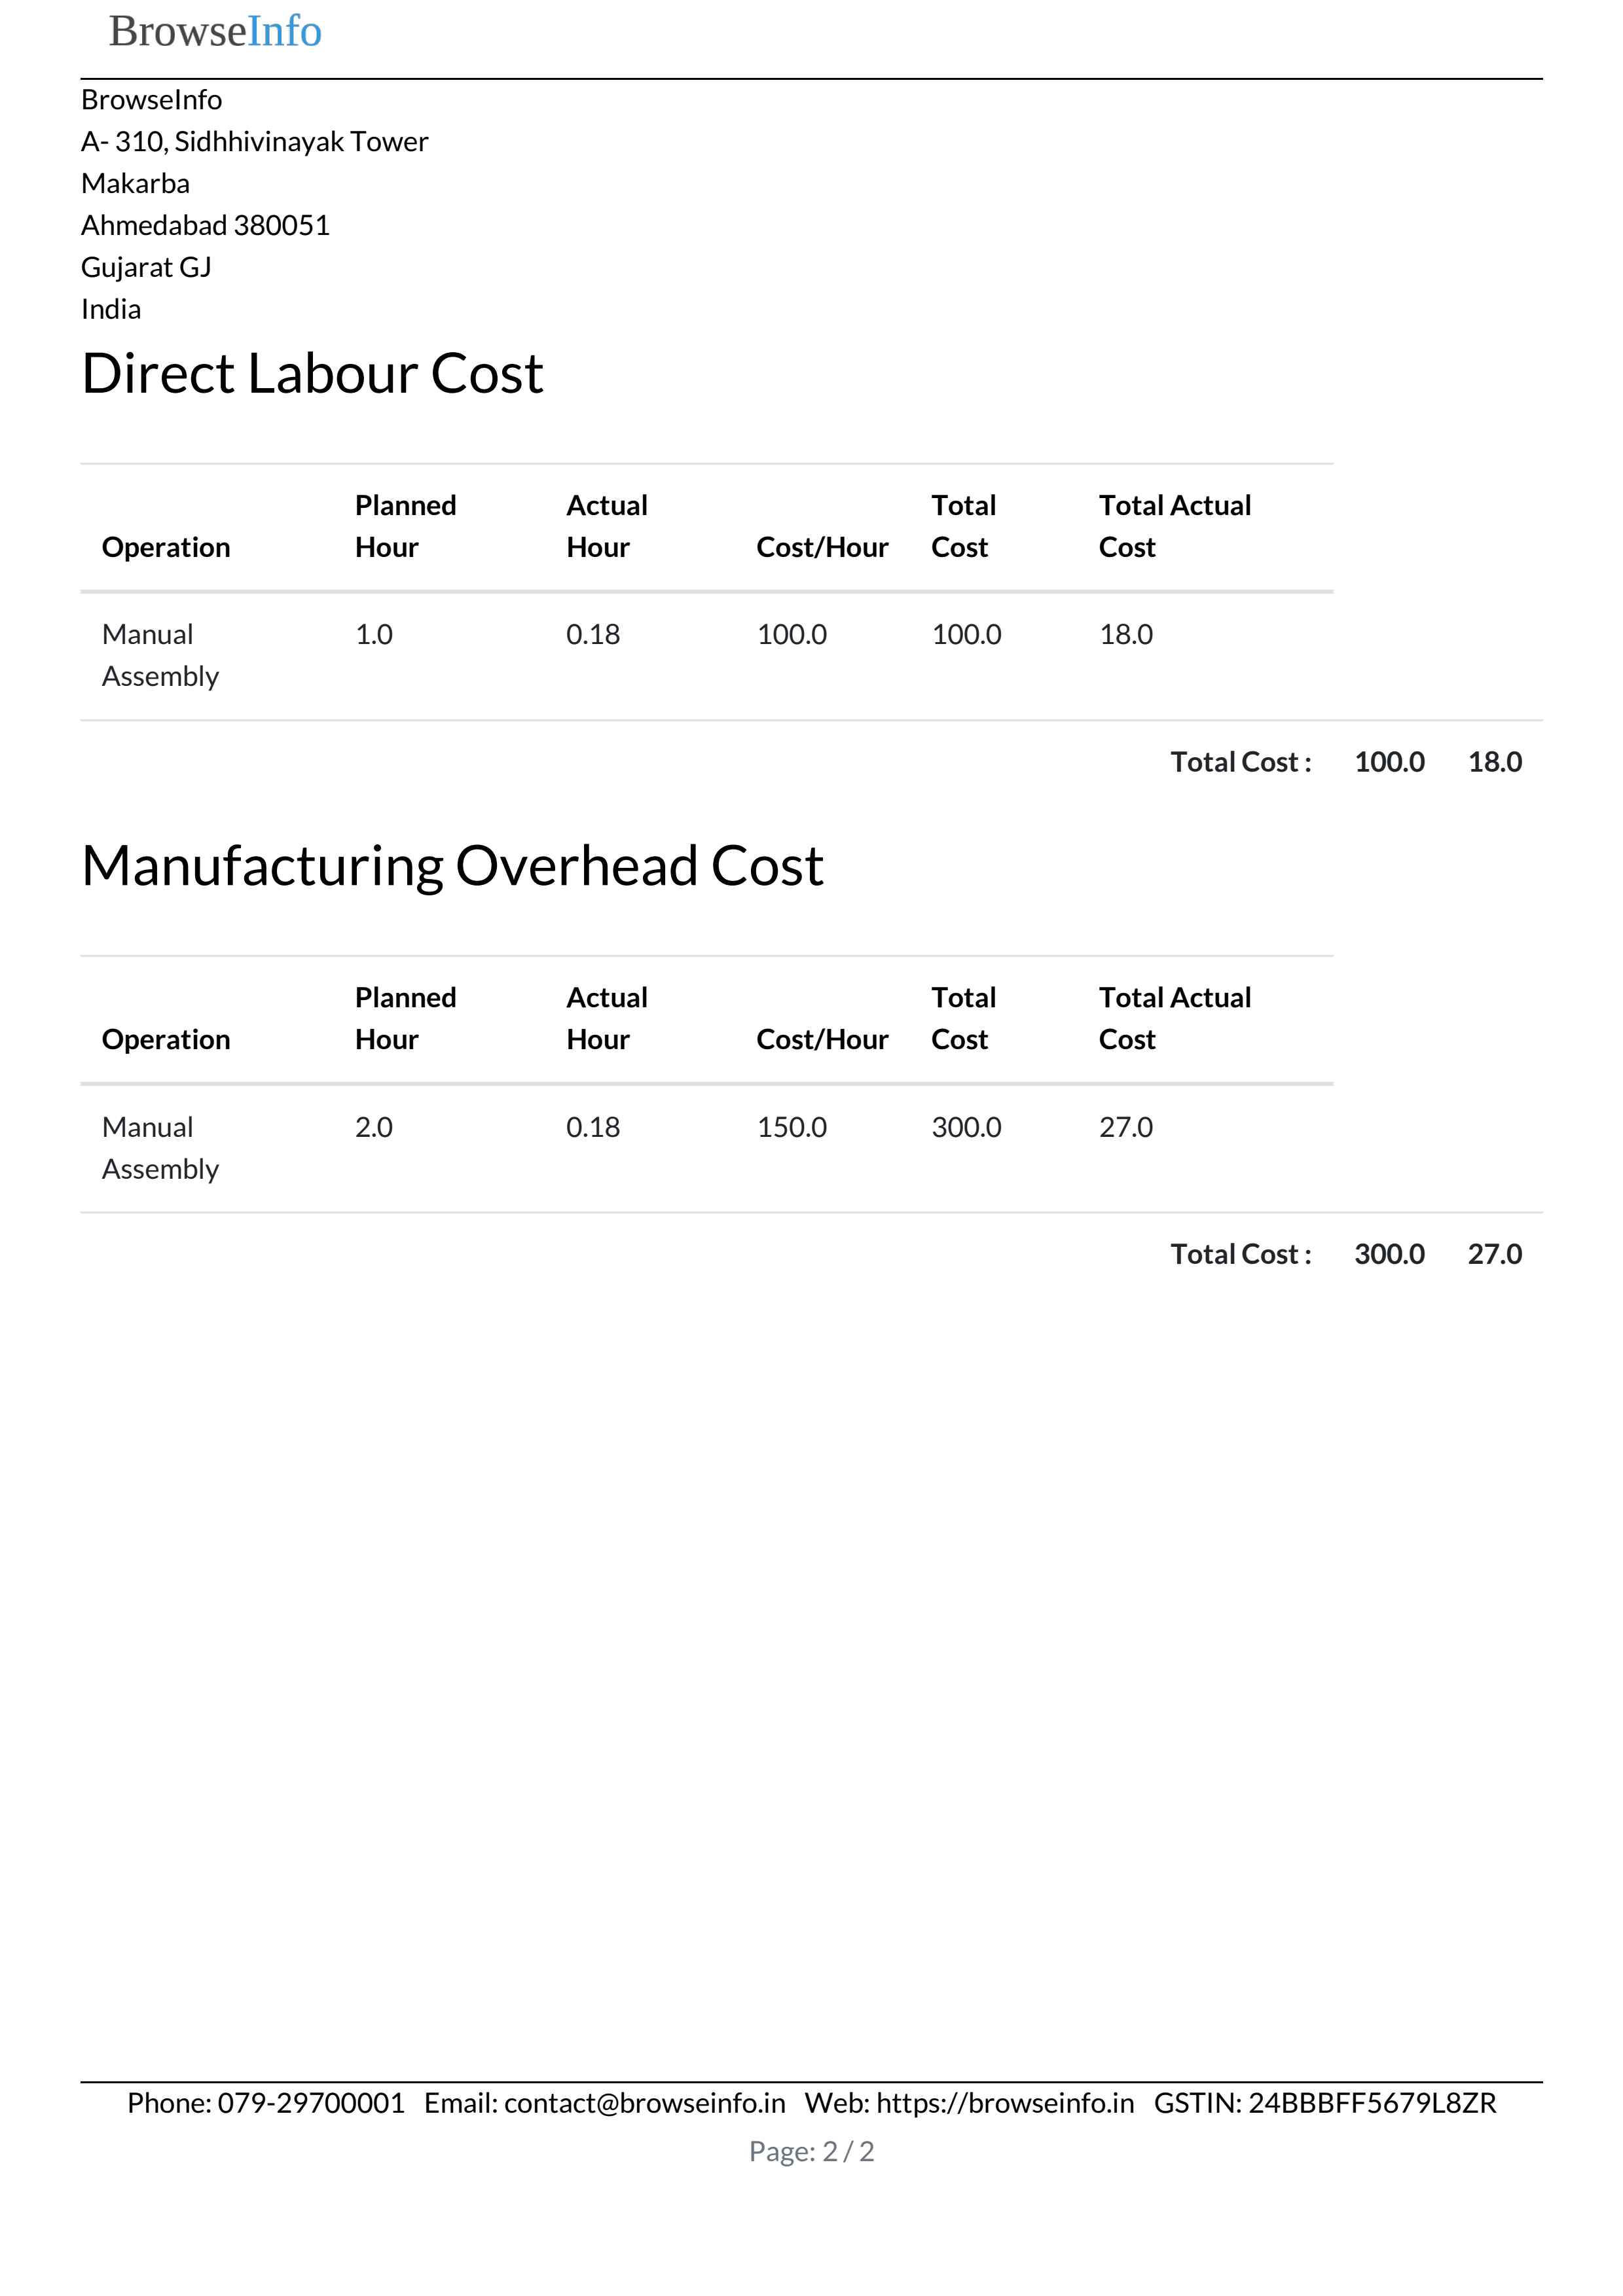 BrowseInfo
BrowseInfo
A- 310, Sidhhivinayak Tower
Makarba
Ahmedabad 380051
Gujarat GJ
India
Direct Labour Cost
Operation Planned Hour Actual Hour Cost/Hour Total Cost Total Actual Cost
Manual Assembly 1.0 0.18 100.0 100.0 18.0
Total Cost : 100.0 18.0
Manufacturing Overhead Cost
Operation Planned Hour Actual Hour Cost/Hour Total Cost Total Actual Cost
Manual Assembly 2.0 0.18 150.0 300.0 27.0
Total Cost : 300.0 27.0
Phone: 079-29700001 Email: contact@browseinfo.in Web: https://browseinfo.in GSTIN: 24BBBFF5679L8ZR
Page: 2 / 2